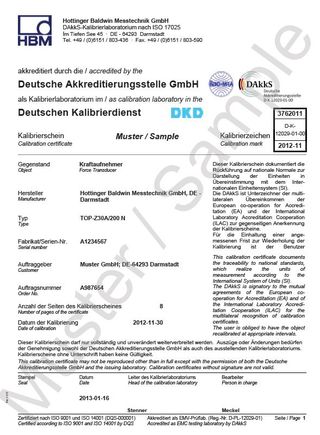 HBM
Hottinger Baldwin Messtechnik GmbH
DAkkS-Kalibrierlaboratorium nach ISO 17025
Im Tiefen See 45 · DE - 64293 Darmstadt
Tel. +49 / (0)6151 / 803-436 · Fax. +49 / (0)6151 / 803-590
akkreditiert durch die / accredited by the
Deutsche Akkreditierungsstelle GmbH
als Kalibrierlaboratorium im / as calibration laboratory in the
Deutschen Kalibrierdienst
DKD
ilac-MRA
DAkkS
Deutsche
Akkreditierungsstelle
D-K-12029-01-00
3762011
D-K-
12029-01-00
2012-11
Kalibrierschein
Calibration certificate
Muster / Sample
Kalibrierzeichen
Calibration mark
Gegenstand
Object
Kraftaufnehmer
Force Transducer
Hersteller
Manufacturer
Hottinger Baldwin Messtechnik GmbH, DE -
Darmstadt
Typ
Type
TOP-Z30A/200 N
Fabrikat/Serien-Nr.
Serial number
A1234567
Auftraggeber
Customer
Muster GmbH; DE-64293 Darmstadt
Auftragsnummer
Order No.
A987654
Anzahl der Seiten des Kalibrierscheines
Number of pages of the certificate
8
Datum der Kalibrierung
Date of calibration
2012-11-30
Dieser Kalibrierschein dokumentiert die
Rückführung auf nationale Normale zur
Darstellung der Einheiten in
Übereinstimmung mit dem Inter-
nationalen Einheitensystem (SI).
Die DAkkS ist Unterzeichner der multi-
lateralen Übereinkommen der
European co-operation for Accredi-
tation (EA) und der International
Laboratory Accreditation Cooperation
(ILAC) zur gegenseitigen Anerkennung
der Kalibrierscheine.
Für die Einhaltung einer ange-
messenen Frist zur Wiederholung der
Kalibrierung ist der Benutzer
This calibration certificate documents
the traceability to national standards,
which realize the units of
measurement according to the
International System of Units (SI).
The DAkkS is signatory to the mutual
agreements of the European co-
operation for Accreditation (EA) and of
the International Laboratory Accredi-
tation Cooperation (ILAC) for the
multilateral recognition of calibration
certificates.
The user is obliged to have the object
recalibrated at appropriate intervals.
Dieser Kalibrierschein darf nur vollständig und unverändert weiterverbreitet werden. Auszüge oder Änderungen bedürfen
der Genehmigung sowohl der Deutschen Akkreditierungsstelle GmbH als auch des ausstellenden Kalibrierlaboratoriums.
Kalibrierscheine ohne Unterschrift haben keine Gültigkeit.
This calibration certificate may not be reproduced other than in full except with the permission of both the Deutsche
Akkreditierungsstelle GmbH and the issuing laboratory. Calibration certificates without signature are not valid.
Stempel
Seal
Datum
Date
Leiter des Kalibrierlaboratoriums
Head of the calibration laboratory
Bearbeiter
Person in charge
2013-01-16
Stenner
Meckel
Zertifiziert nach ISO 9001 und ISO 14001 (DQS-000001)
Certified according to ISO 9001 and ISO 14001 by DQS
Akkreditiert als EMV-Prüflab. (Reg-Nr. D-PL-12029-01)
Accredited as EMC testing laboratory by DAkkS
Seite / Page 1
Muster / Sample